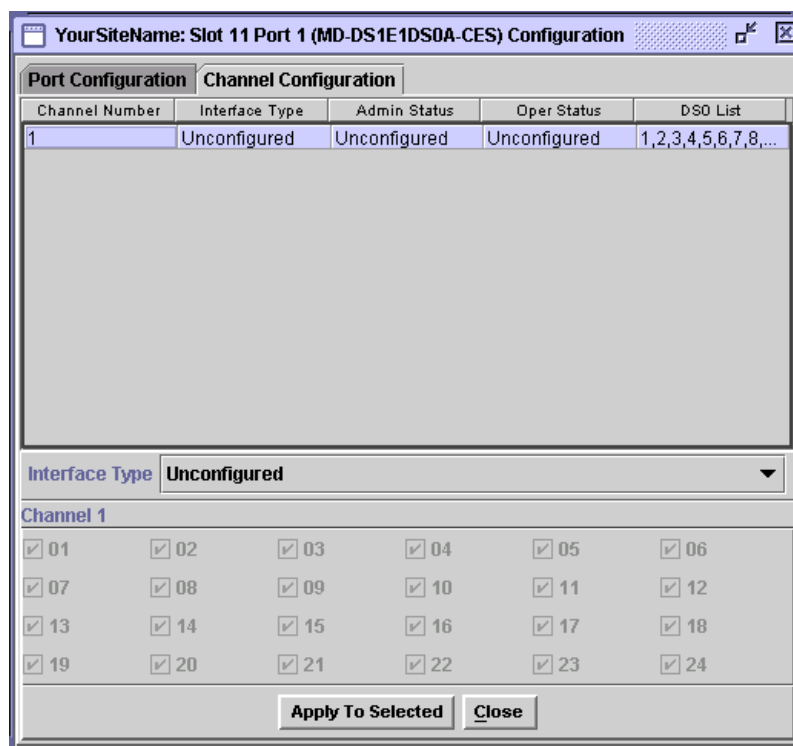 YourSiteName: Slot 11 Port 1 (MD-DS1E1DS0A-CES) Configuration
Port Configuration Channel Configuration
Channel Number Interface Type Admin Status Oper Status DS0 List
1 Unconfigured Unconfigured Unconfigured 1,2,3,4,5,6,7,8,...
Interface Type Unconfigured
Channel 1
01 02 03 04 05 06
07 08 09 10 11 12
13 14 15 16 17 18
19 20 21 22 23 24
Apply To Selected Close